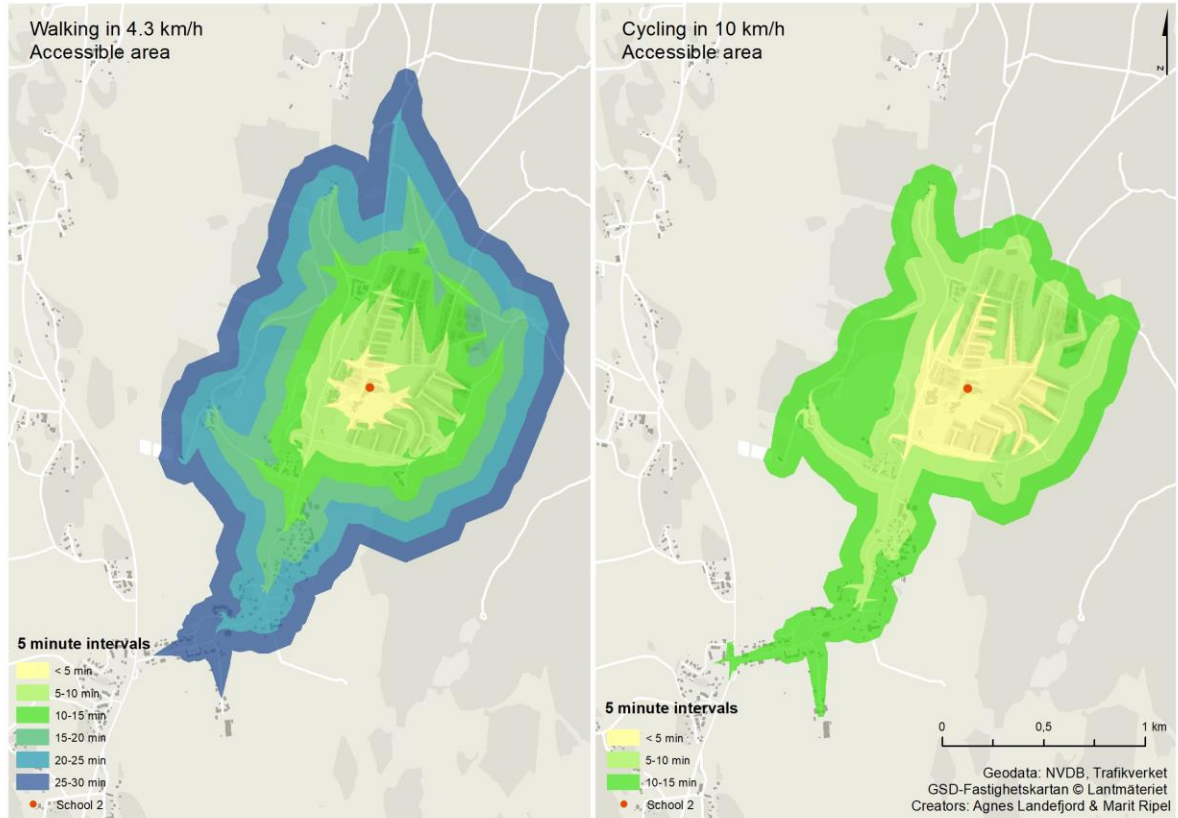 Walking in 4.3 km/h
Accessible area
5 minute intervals
< 5 min
5-10 min
10-15 min
15-20 min
20-25 min
25-30 min
School 2
Cycling in 10 km/h
Accessible area
N
5 minute intervals
< 5 min
5-10 min
10-15 min
School 2
0 0,5 1 km
Geodata: NVDB, Trafikverket
GSD-Fastighetskartan © Lantmäteriet
Creators: Agnes Landefjord & Marit Ripel